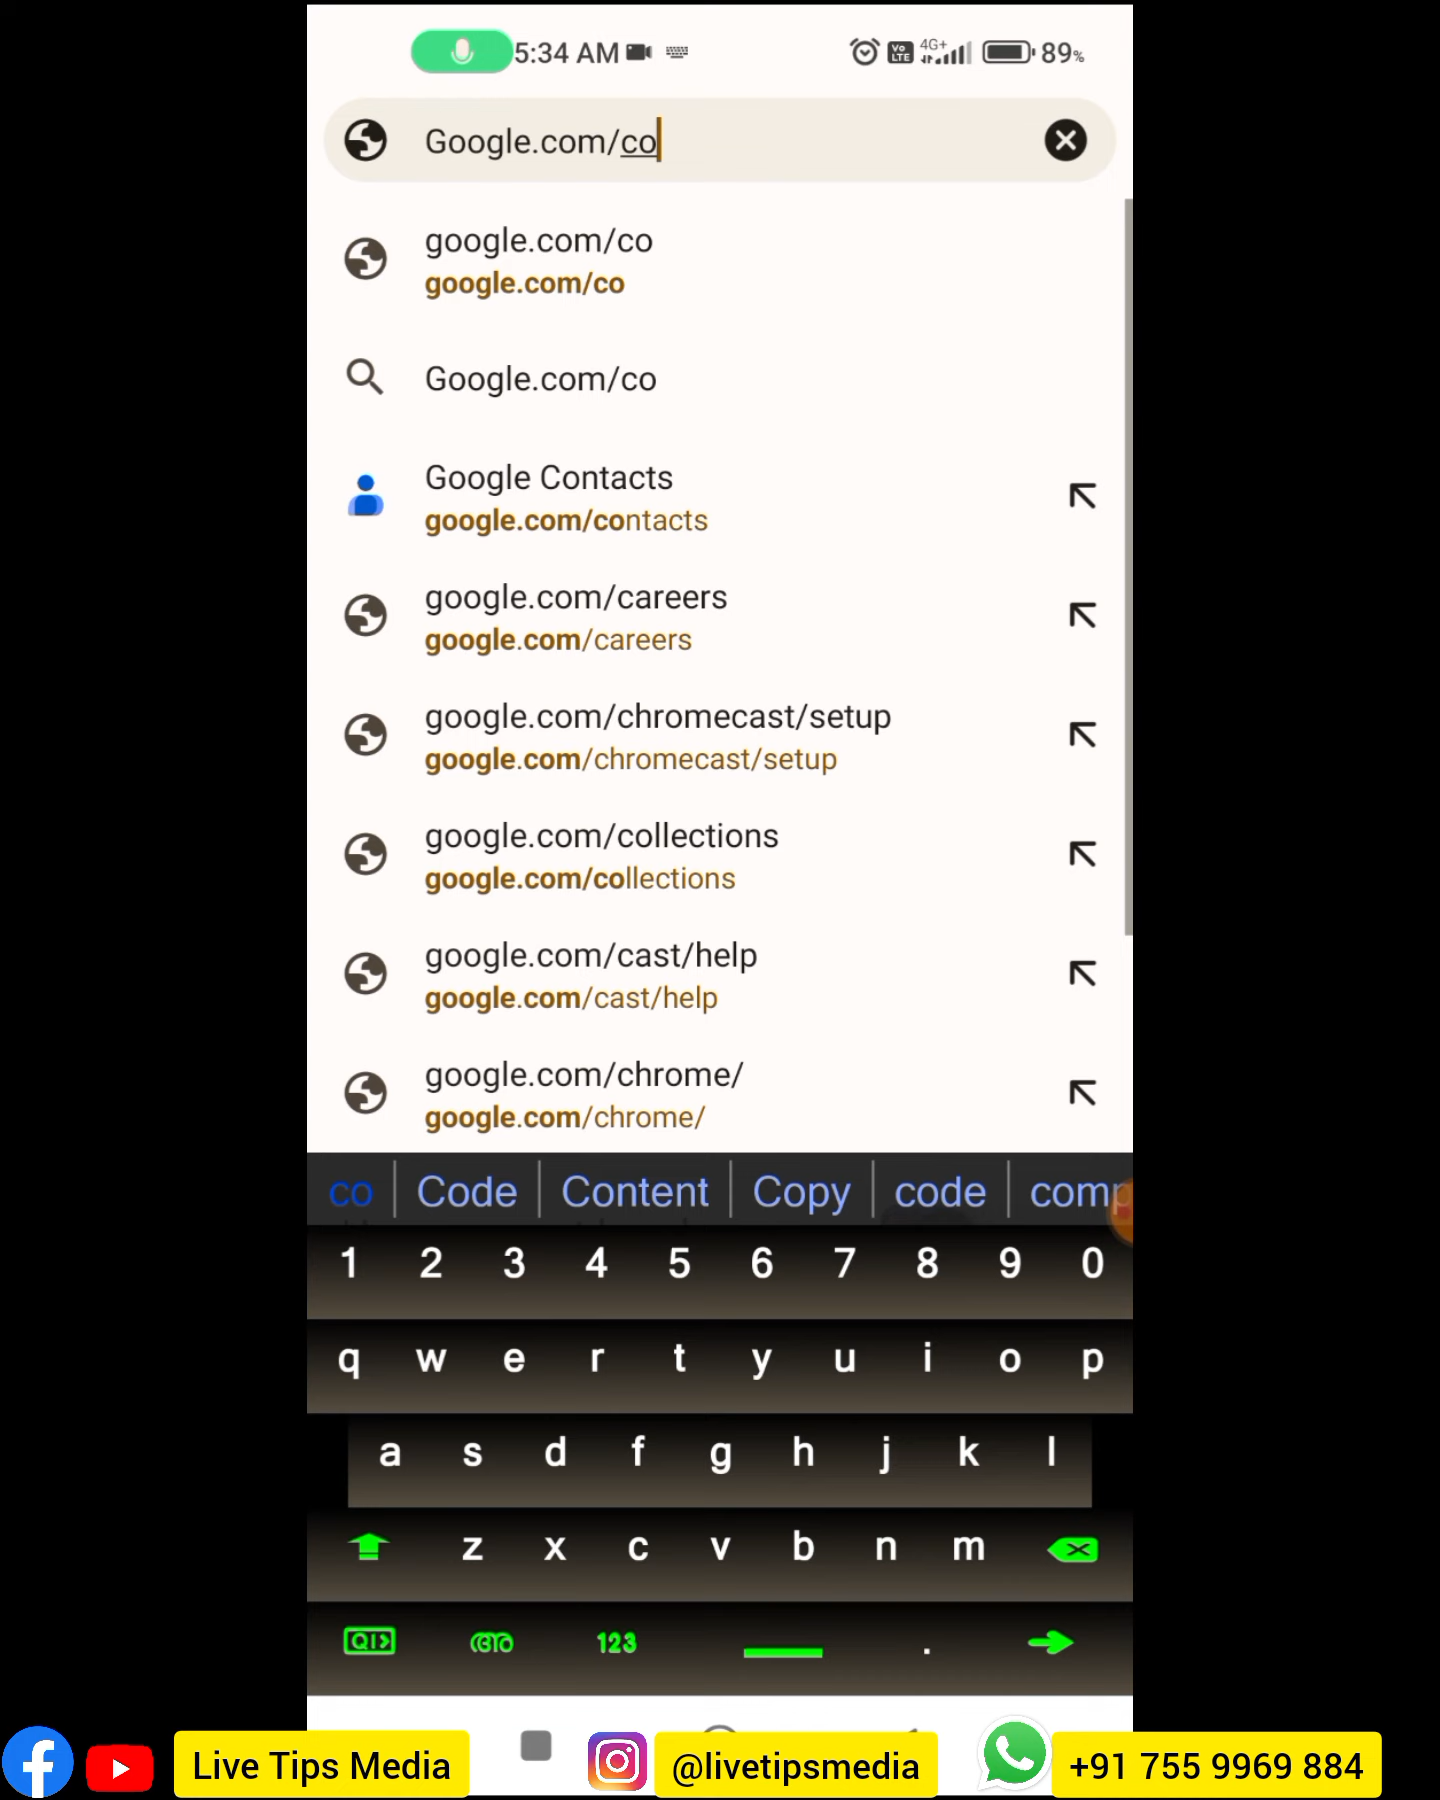 5:34 AM
Vo LTE 4G+ 89%
Google.com/co
google.com/co
google.com/co
Google.com/co
Google Contacts
google.com/contacts
google.com/careers
google.com/careers
google.com/chromecast/setup
google.com/chromecast/setup
google.com/collections
google.com/collections
google.com/cast/help
google.com/cast/help
google.com/chrome/
google.com/chrome/
co Code Content Copy code
1 2 3 4 5 6 7 8 9 0
q w e r t y u i o p
a s d f g h j k l
z x c v b n m
അ 123 .
Live Tips Media @livetipsmedia +91 755 9969 884